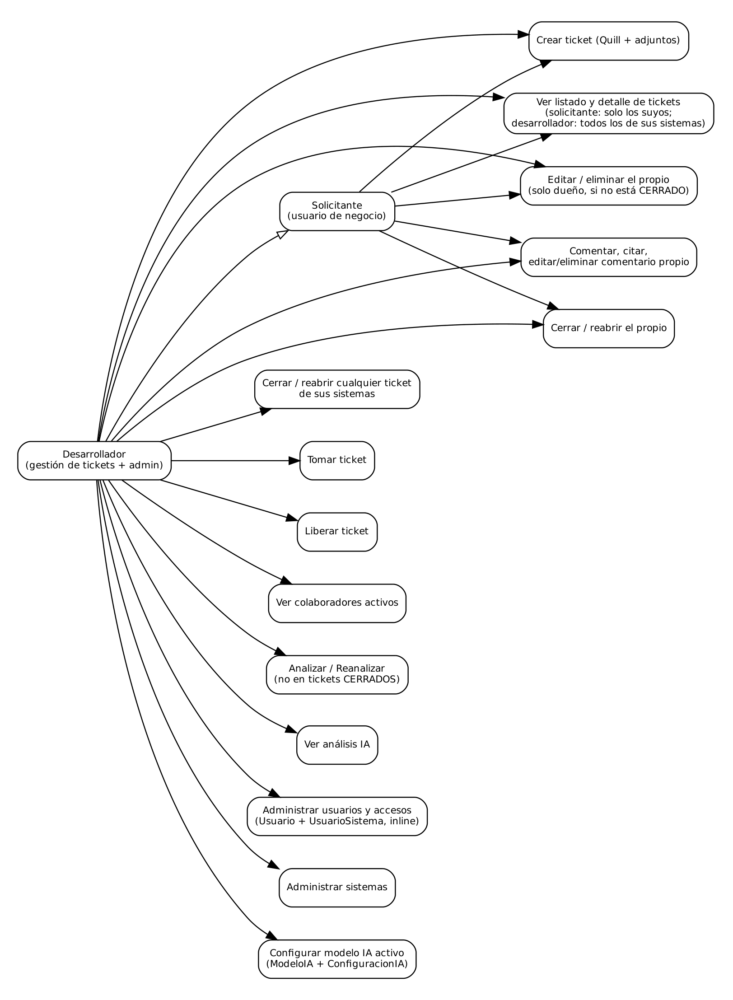 Crear ticket (Quill + adjuntos)
Ver listado y detalle de tickets
(solicitante: solo los suyos;
desarrollador: todos los de sus sistemas)
Editar / eliminar el propio
(solo dueño, si no está CERRADO)
Solicitante
(usuario de negocio)
Comentar, citar,
editar/eliminar comentario propio
Cerrar / reabrir el propio
Cerrar / reabrir cualquier ticket
de sus sistemas
Desarrollador
(gestión de tickets + admin)
Tomar ticket
Liberar ticket
Ver colaboradores activos
Analizar / Reanalizar
(no en tickets CERRADOS)
Ver análisis IA
Administrar usuarios y accesos
(Usuario + UsuarioSistema, inline)
Administrar sistemas
Configurar modelo IA activo
(ModeloIA + ConfiguracionIA)